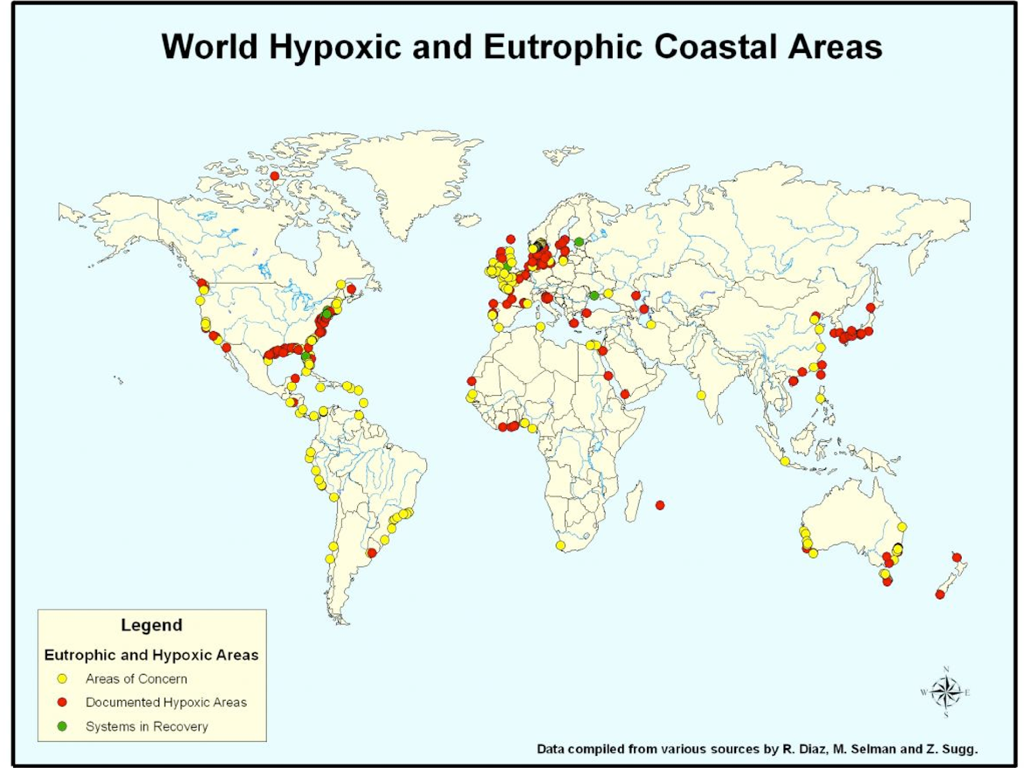 World Hypoxic and Eutrophic Coastal Areas
Legend
Eutrophic and Hypoxic Areas
Areas of Concern
Documented Hypoxic Areas
Systems in Recovery
N
W E
S
Data compiled from various sources by R. Diaz, M. Selman and Z. Sugg.